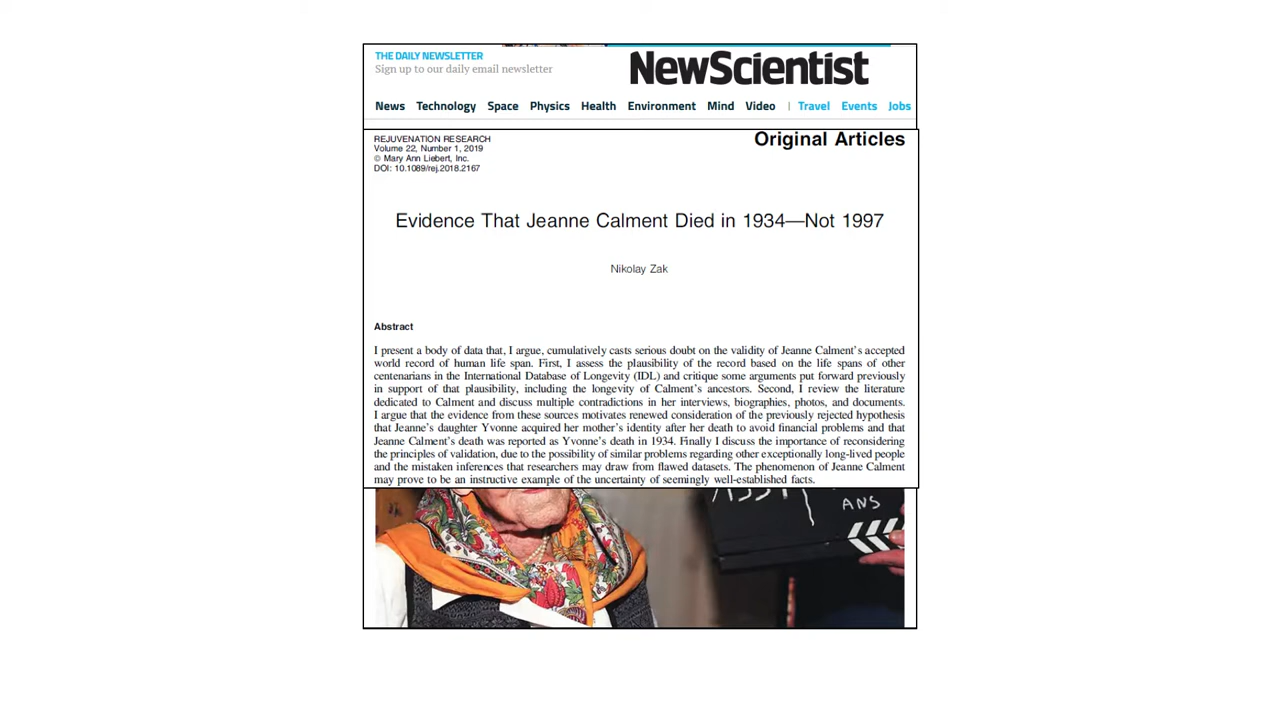 THE DAILY NEWSLETTER
Sign up to our daily email newsletter
NewScientist
News Technology Space Physics Health Environment Mind Video | Travel Events Jobs
REJUVENATION RESEARCH
Volume 22, Number 1, 2019
© Mary Ann Liebert, Inc.
DOI: 10.1089/rej.2018.2167
Original Articles
Evidence That Jeanne Calment Died in 1934—Not 1997
Nikolay Zak
Abstract
I present a body of data that, I argue, cumulatively casts serious doubt on the validity of Jeanne Calment's accepted
world record of human life span. First, I assess the plausibility of the record based on the life spans of other
centenarians in the International Database of Longevity (IDL) and critique some arguments put forward previously
in support of that plausibility, including the longevity of Calment's ancestors. Second, I review the literature
dedicated to Calment and discuss multiple contradictions in her interviews, biographies, photos, and documents.
I argue that the evidence from these sources motivates renewed consideration of the previously rejected hypothesis
that Jeanne's daughter Yvonne acquired her mother's identity after her death to avoid financial problems and that
Jeanne Calment's death was reported as Yvonne's death in 1934. Finally I discuss the importance of reconsidering
the principles of validation, due to the possibility of similar problems regarding other exceptionally long-lived people
and the mistaken inferences that researchers may draw from flawed datasets. The phenomenon of Jeanne Calment
may prove to be an instructive example of the uncertainty of seemingly well-established facts.
ANS